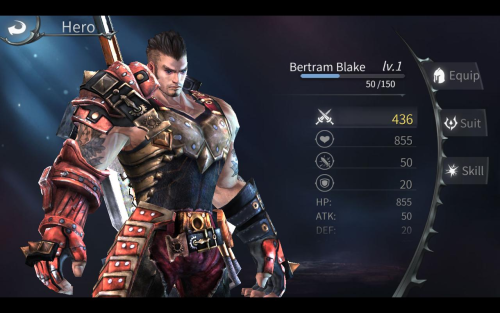 Hero
Bertram Blake lv.1
50/150
436
855
50
20
HP: 855
ATK: 50
DEF: 20
Equip
Suit
Skill